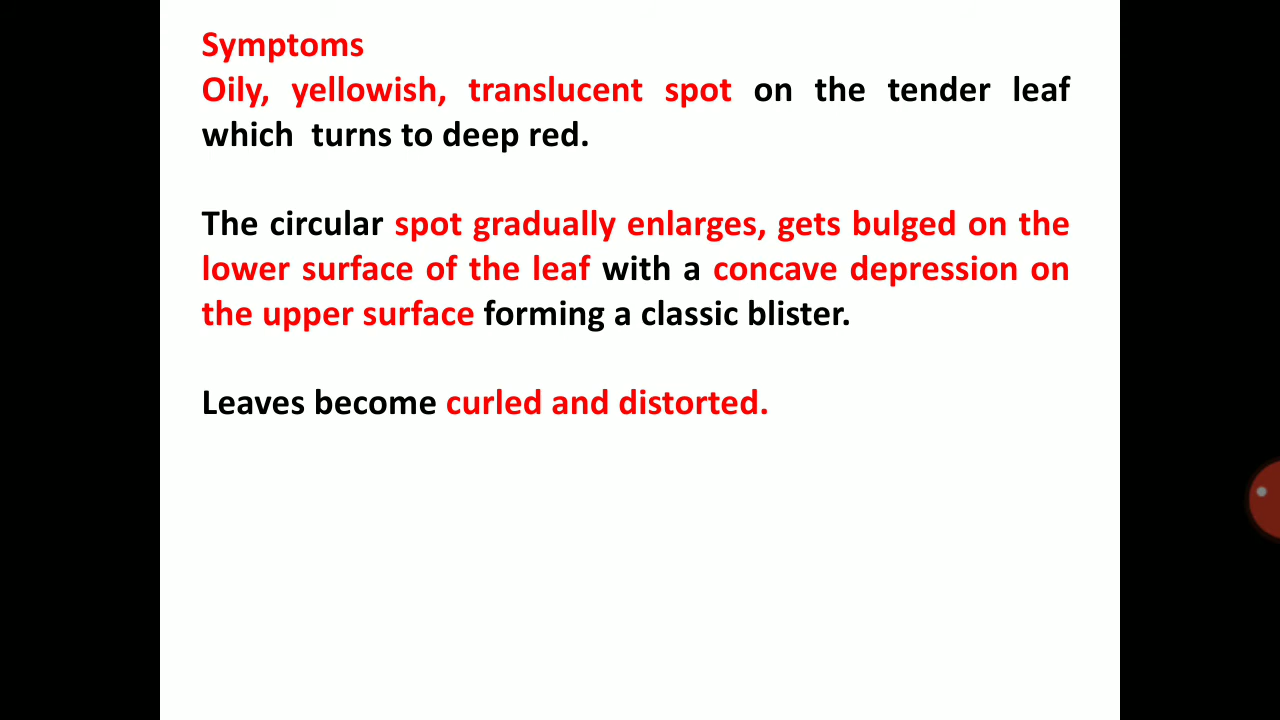 Symptoms
Oily, yellowish, translucent spot on the tender leaf
which turns to deep red.
The circular spot gradually enlarges, gets bulged on the
lower surface of the leaf with a concave depression on
the upper surface forming a classic blister.
Leaves become curled and distorted.